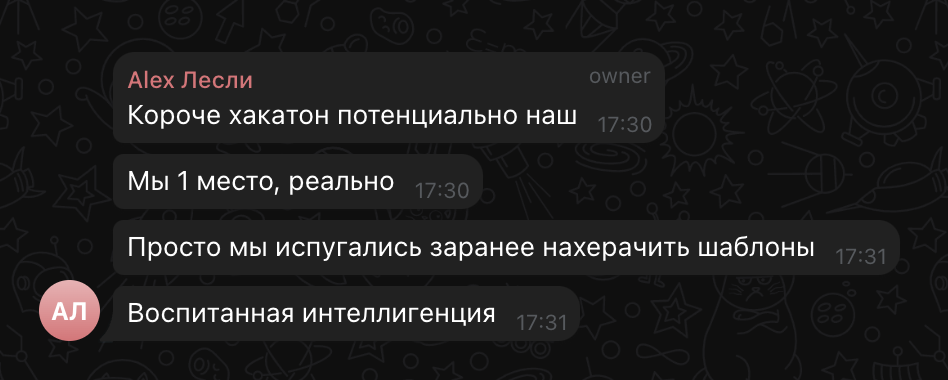 Alex Лесли owner
Короче хакатон потенциально наш 17:30
Мы 1 место, реально 17:30
Просто мы испугались заранее нахерачить шаблоны 17:31
АЛ Воспитанная интеллигенция 17:31